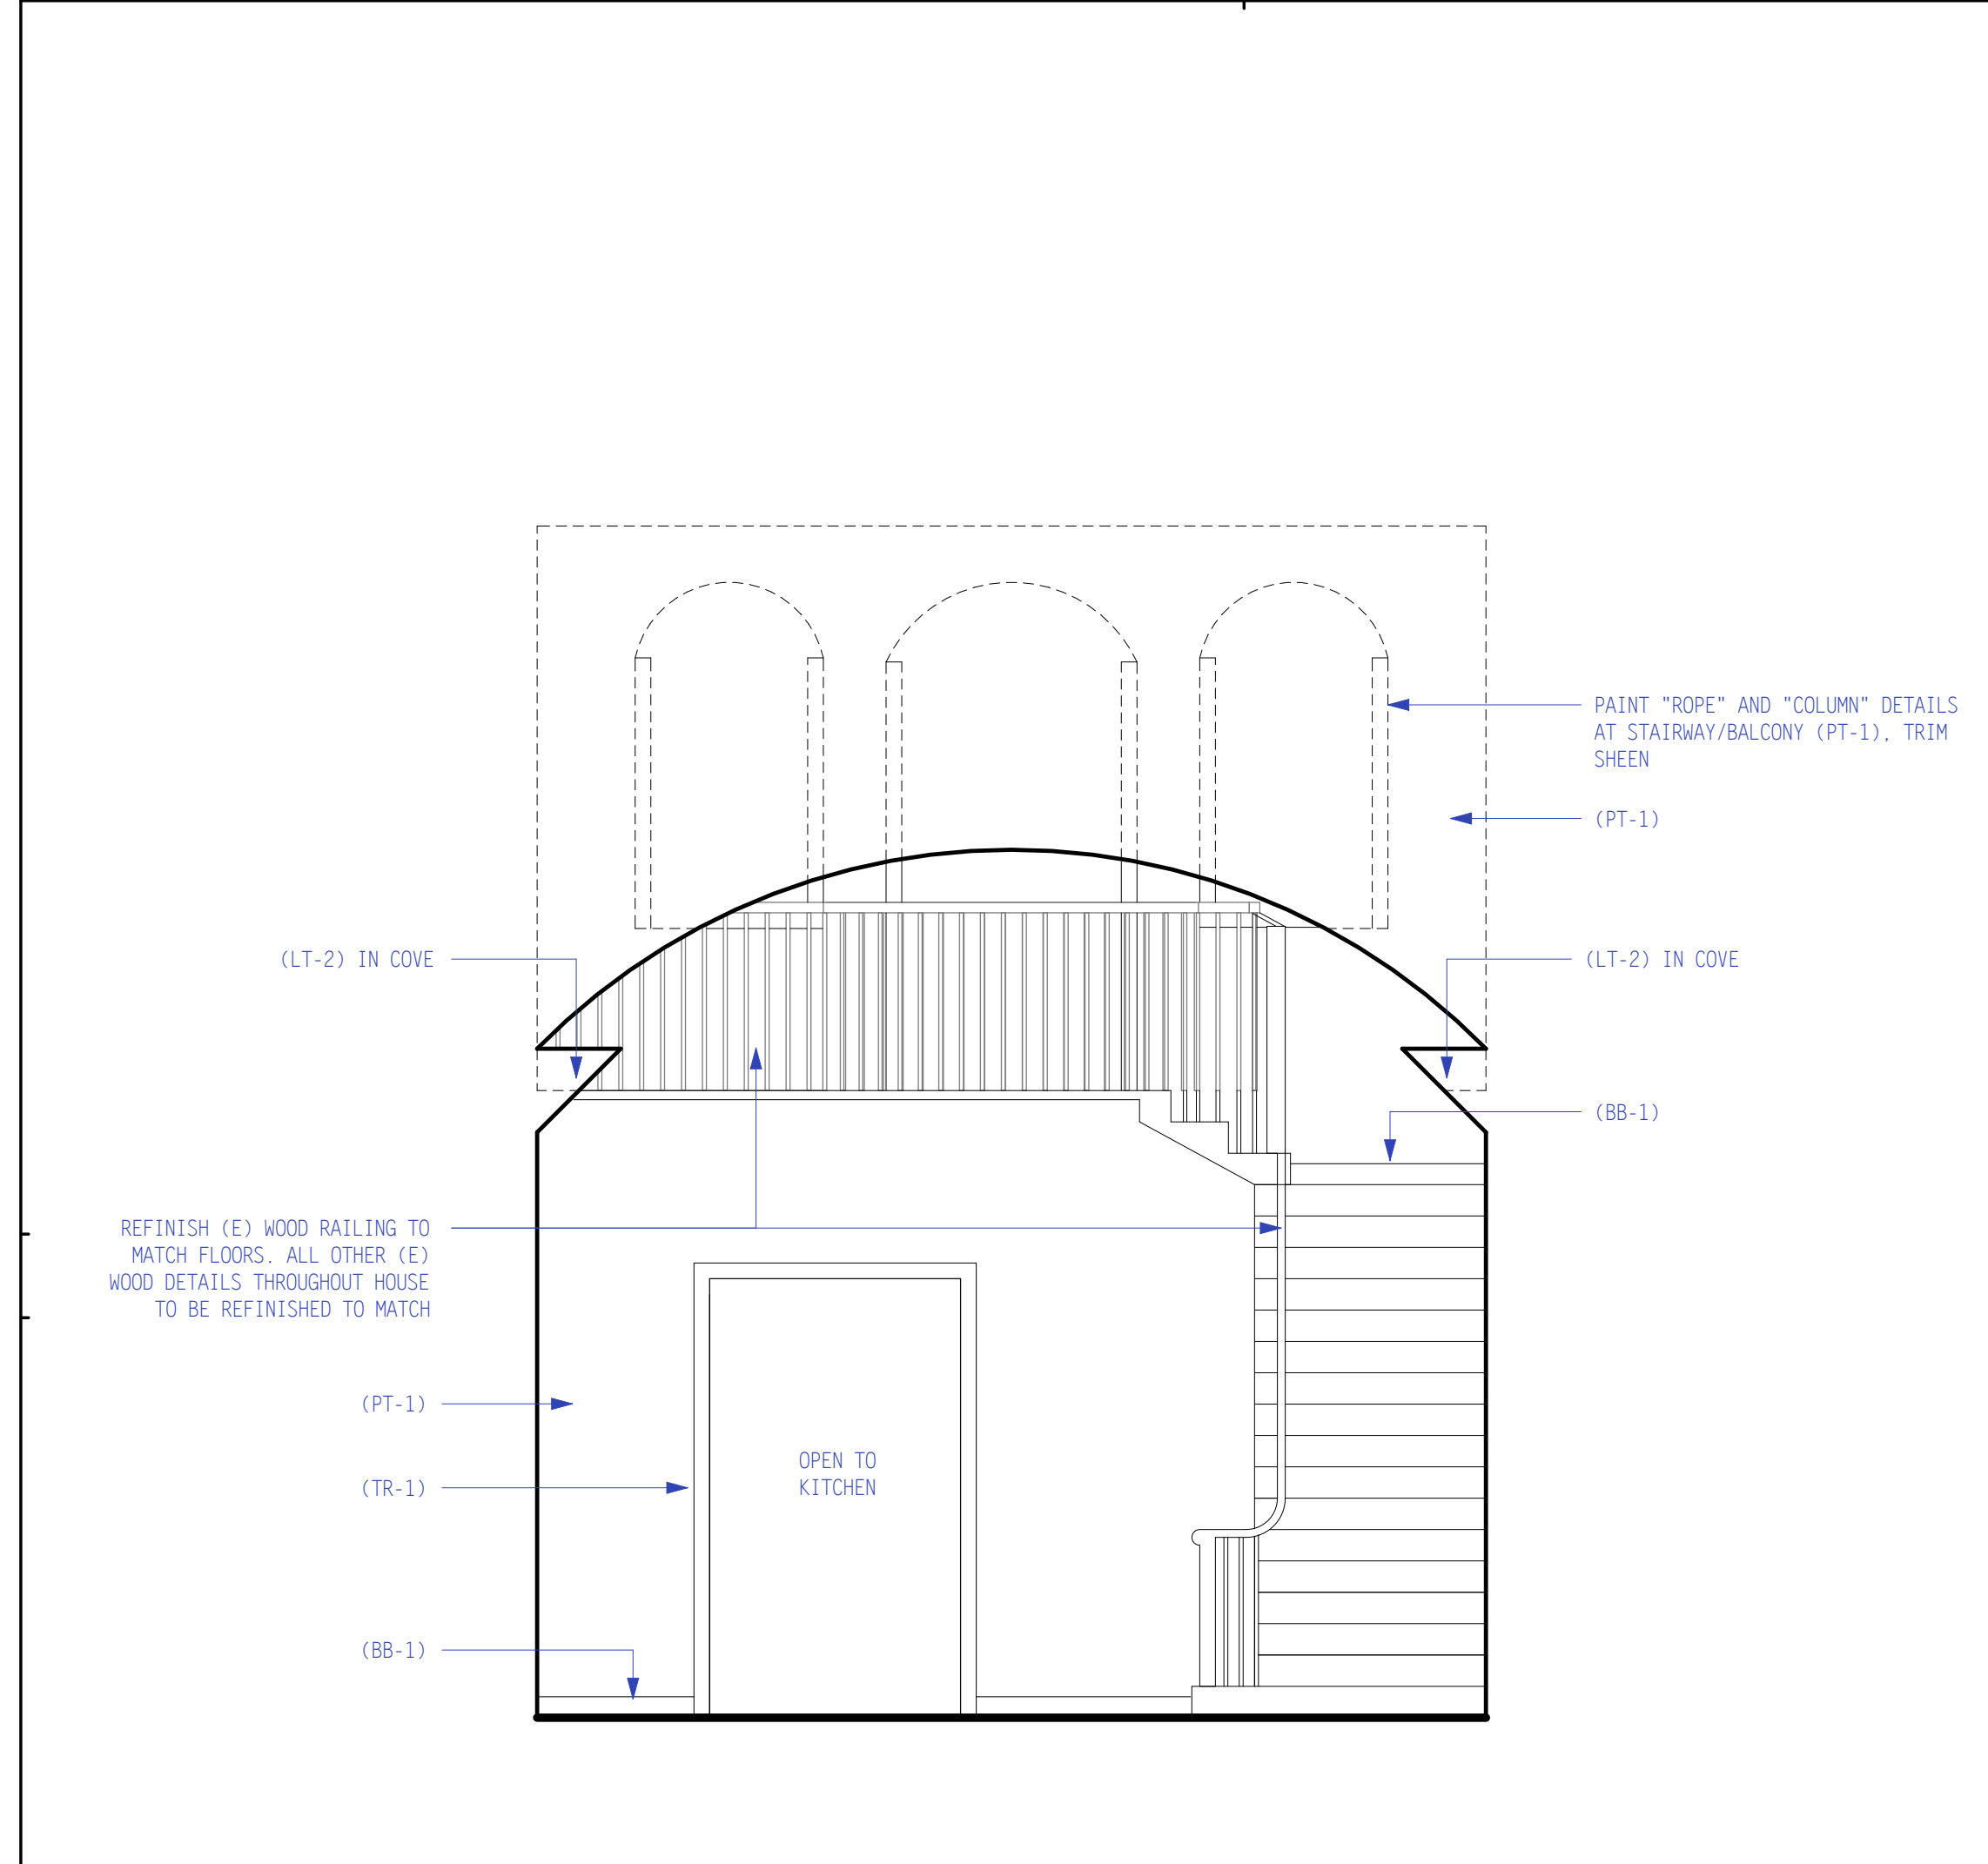 PAINT "ROPE" AND "COLUMN" DETAILS
AT STAIRWAY/BALCONY (PT-1), TRIM
SHEEN
(PT-1)
(LT-2) IN COVE
(LT-2) IN COVE
(BB-1)
REFINISH (E) WOOD RAILING TO
MATCH FLOORS. ALL OTHER (E)
WOOD DETAILS THROUGHOUT HOUSE
TO BE REFINISHED TO MATCH
(PT-1)
OPEN TO
KITCHEN
(TR-1)
(BB-1)